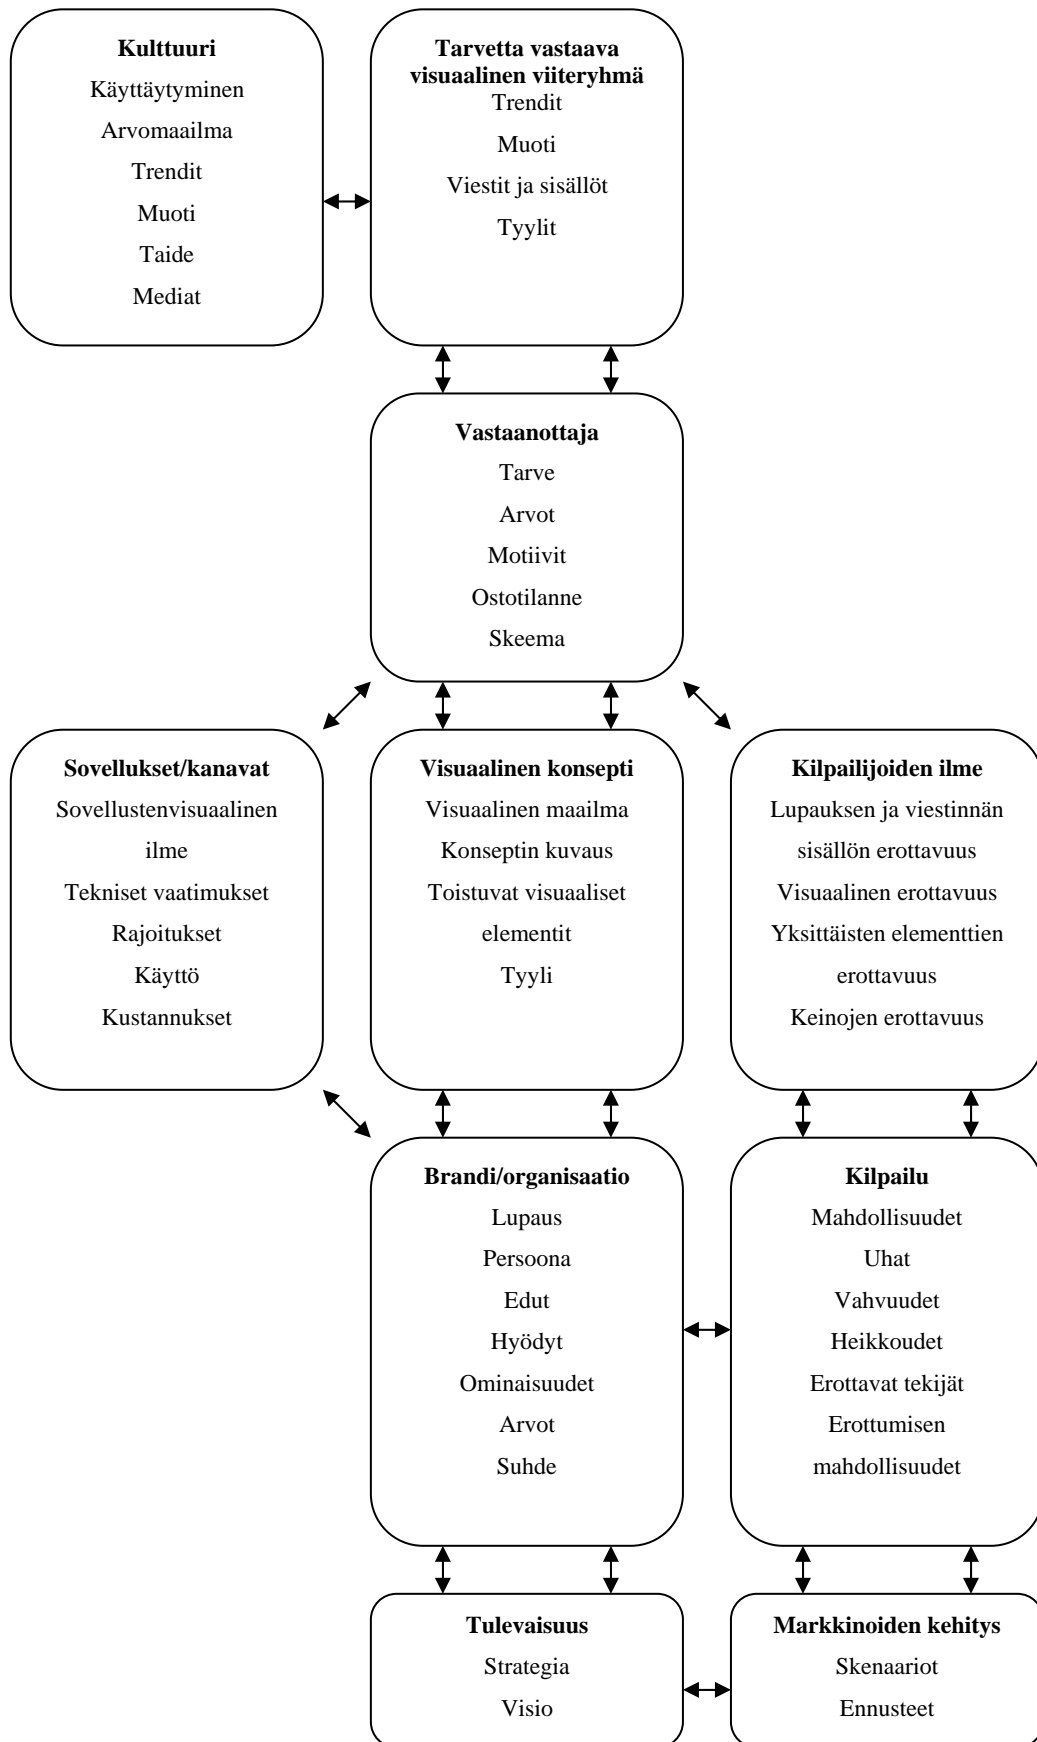 Kulttuuri
Käyttäytyminen
Arvomaailma
Trendit
Muoti
Taide
Mediat
Tarvetta vastaava
visuaalinen viiteryhmä
Trendit
Muoti
Viestit ja sisällöt
Tyylit
Vastaanottaja
Tarve
Arvot
Motiivit
Ostotilanne
Skeema
Sovellukset/kanavat
Sovellustenvisuaalinen
ilme
Tekniset vaatimukset
Rajoitukset
Käyttö
Kustannukset
Visuaalinen konsepti
Visuaalinen maailma
Konseptin kuvaus
Toistuvat visuaaliset
elementit
Tyyli
Kilpailijoiden ilme
Lupauksen ja viestinnän
sisällön erottavuus
Visuaalinen erottavuus
Yksittäisten elementtien
erottavuus
Keinojen erottavuus
Brandi/organisaatio
Lupaus
Persoona
Edut
Hyödyt
Ominaisuudet
Arvot
Suhde
Kilpailu
Mahdollisuudet
Uhat
Vahvuudet
Heikkoudet
Erottavat tekijät
Erottumisen
mahdollisuudet
Tulevaisuus
Strategia
Visio
Markkinoiden kehitys
Skenaariot
Ennusteet